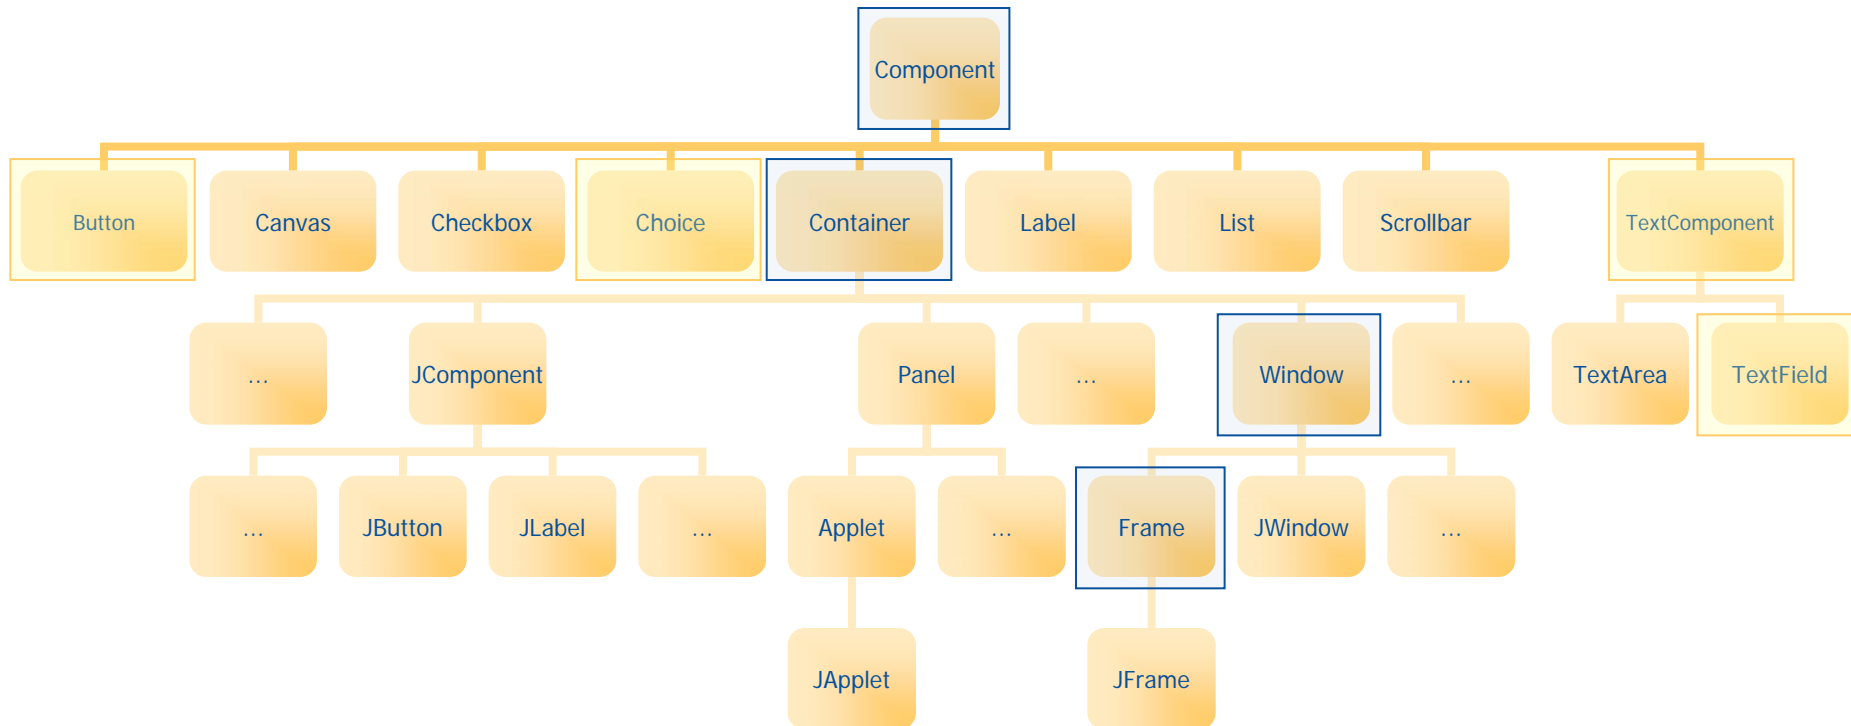 Component
Button
Canvas
Checkbox
Choice
Container
Label
List
Scrollbar
TextComponent
...
JComponent
Panel
...
Window
...
TextArea
TextField
...
JButton
JLabel
...
Applet
...
Frame
JWindow
...
JApplet
JFrame